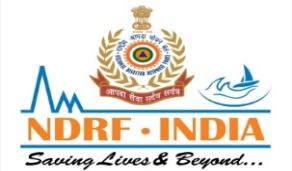 आपदा सेवा सदैव सर्वत्र
NDRF · INDIA
Saving Lives & Beyond...